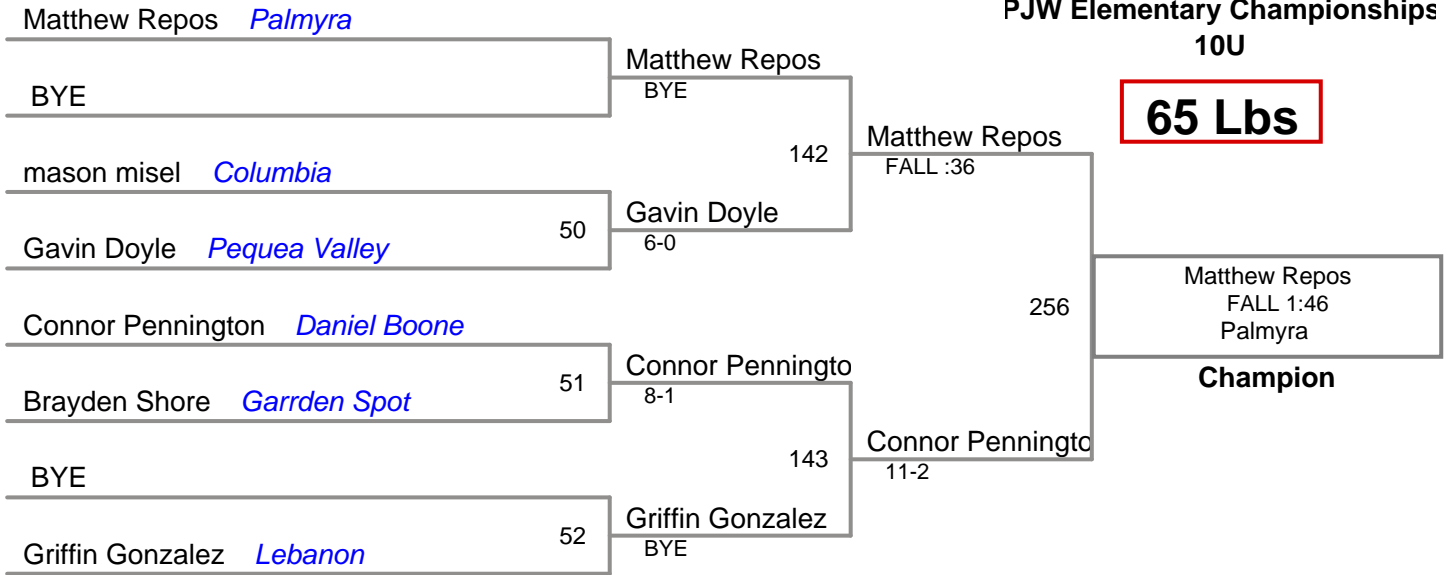 PJW Elementary Championships
10U
65 Lbs
Matthew Repos Palmyra
BYE
Matthew Repos
BYE
mason misel Columbia
Gavin Doyle Pequea Valley
50
Gavin Doyle
6-0
142
Matthew Repos
FALL :36
Connor Pennington Daniel Boone
Brayden Shore Garrden Spot
51
Connor Penningto
8-1
BYE
Griffin Gonzalez Lebanon
52
Griffin Gonzalez
BYE
143
Connor Penningto
11-2
256
Matthew Repos
FALL 1:46
Palmyra
Champion